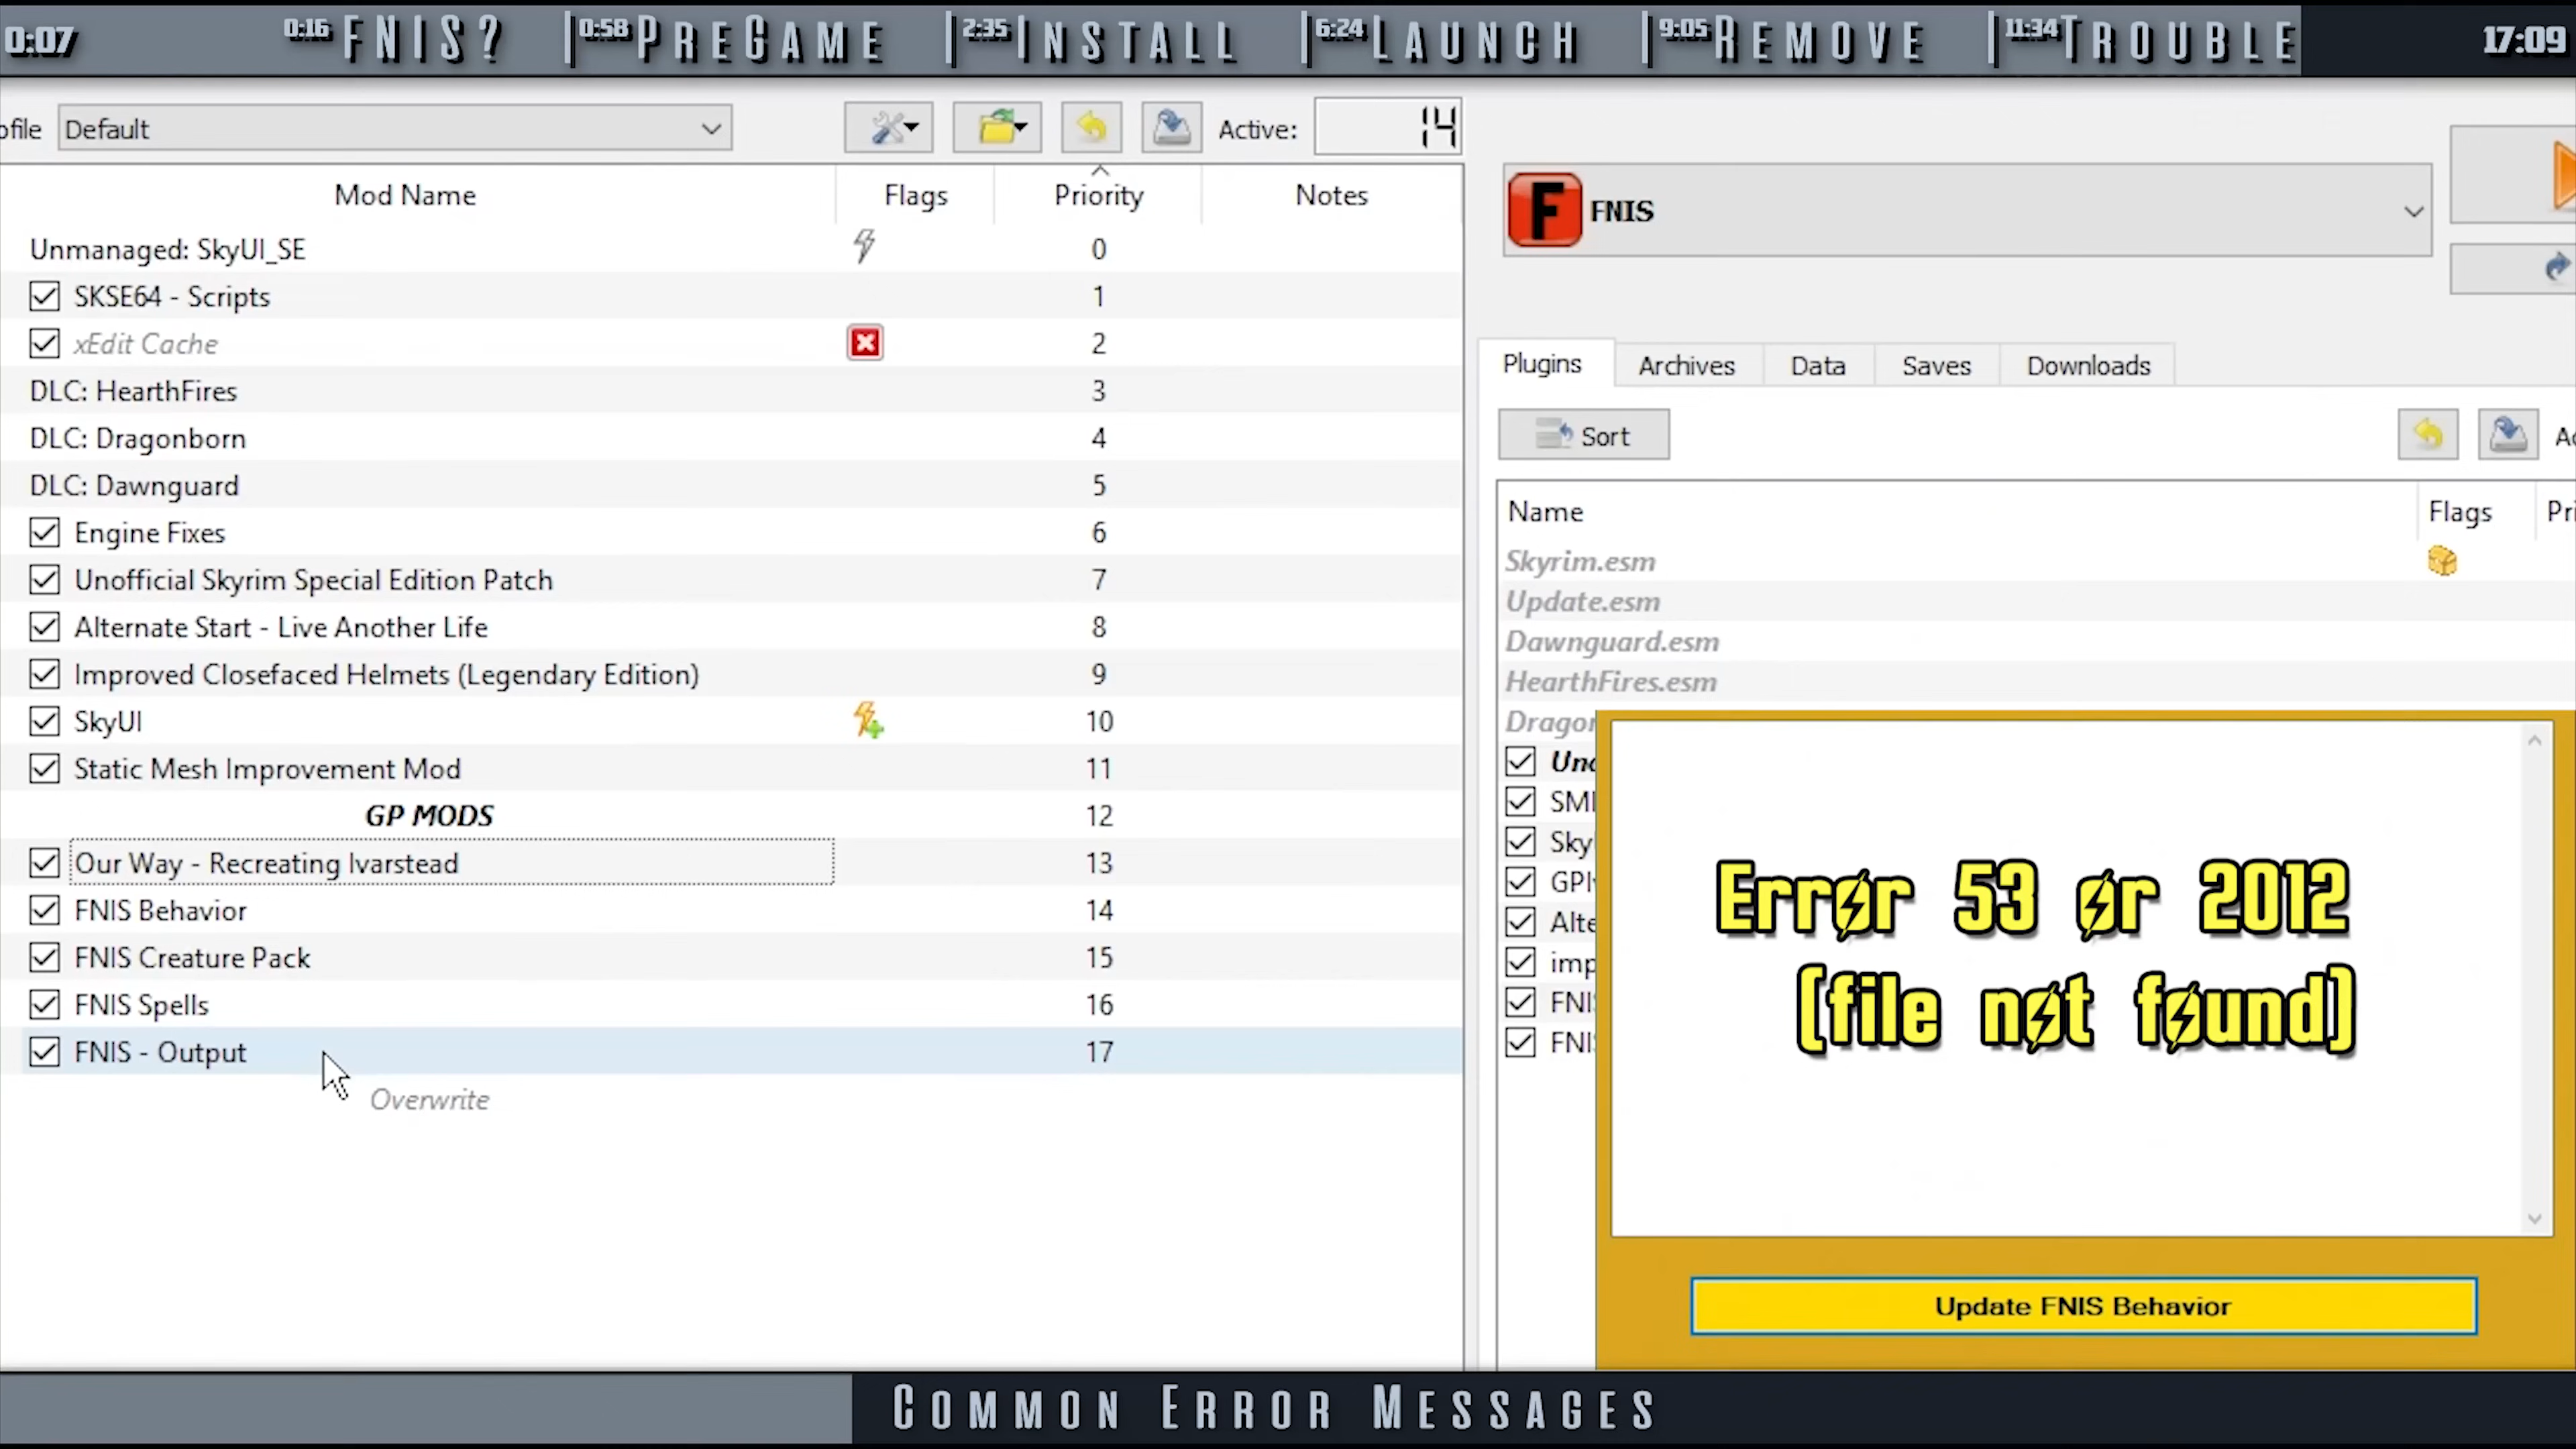 0:07
0:16 FNIS?
0:58 PREGAME
2:35 INSTALL
6:24 LAUNCH
9:05 REMOVE
11:34 TROUBLE
17:09
ofile Default
Active: 14
Mod Name Flags Priority Notes
Unmanaged: SkyUI_SE 0
SKSE64 - Scripts 1
xEdit Cache 2
DLC: HearthFires 3
DLC: Dragonborn 4
DLC: Dawnguard 5
Engine Fixes 6
Unofficial Skyrim Special Edition Patch 7
Alternate Start - Live Another Life 8
Improved Closefaced Helmets (Legendary Edition) 9
SkyUI 10
Static Mesh Improvement Mod 11
GP MODS 12
Our Way - Recreating Ivarstead 13
FNIS Behavior 14
FNIS Creature Pack 15
FNIS Spells 16
FNIS - Output 17
Overwrite
F FNIS
Plugins Archives Data Saves Downloads
Sort
Name Flags Pri
Skyrim.esm
Update.esm
Dawnguard.esm
HearthFires.esm
Dragon
Uno
SMI
Sky
GPI
Alte
imp
FNI
FNI
Error 53 or 2012
(file not found)
Update FNIS Behavior
COMMON ERROR MESSAGES